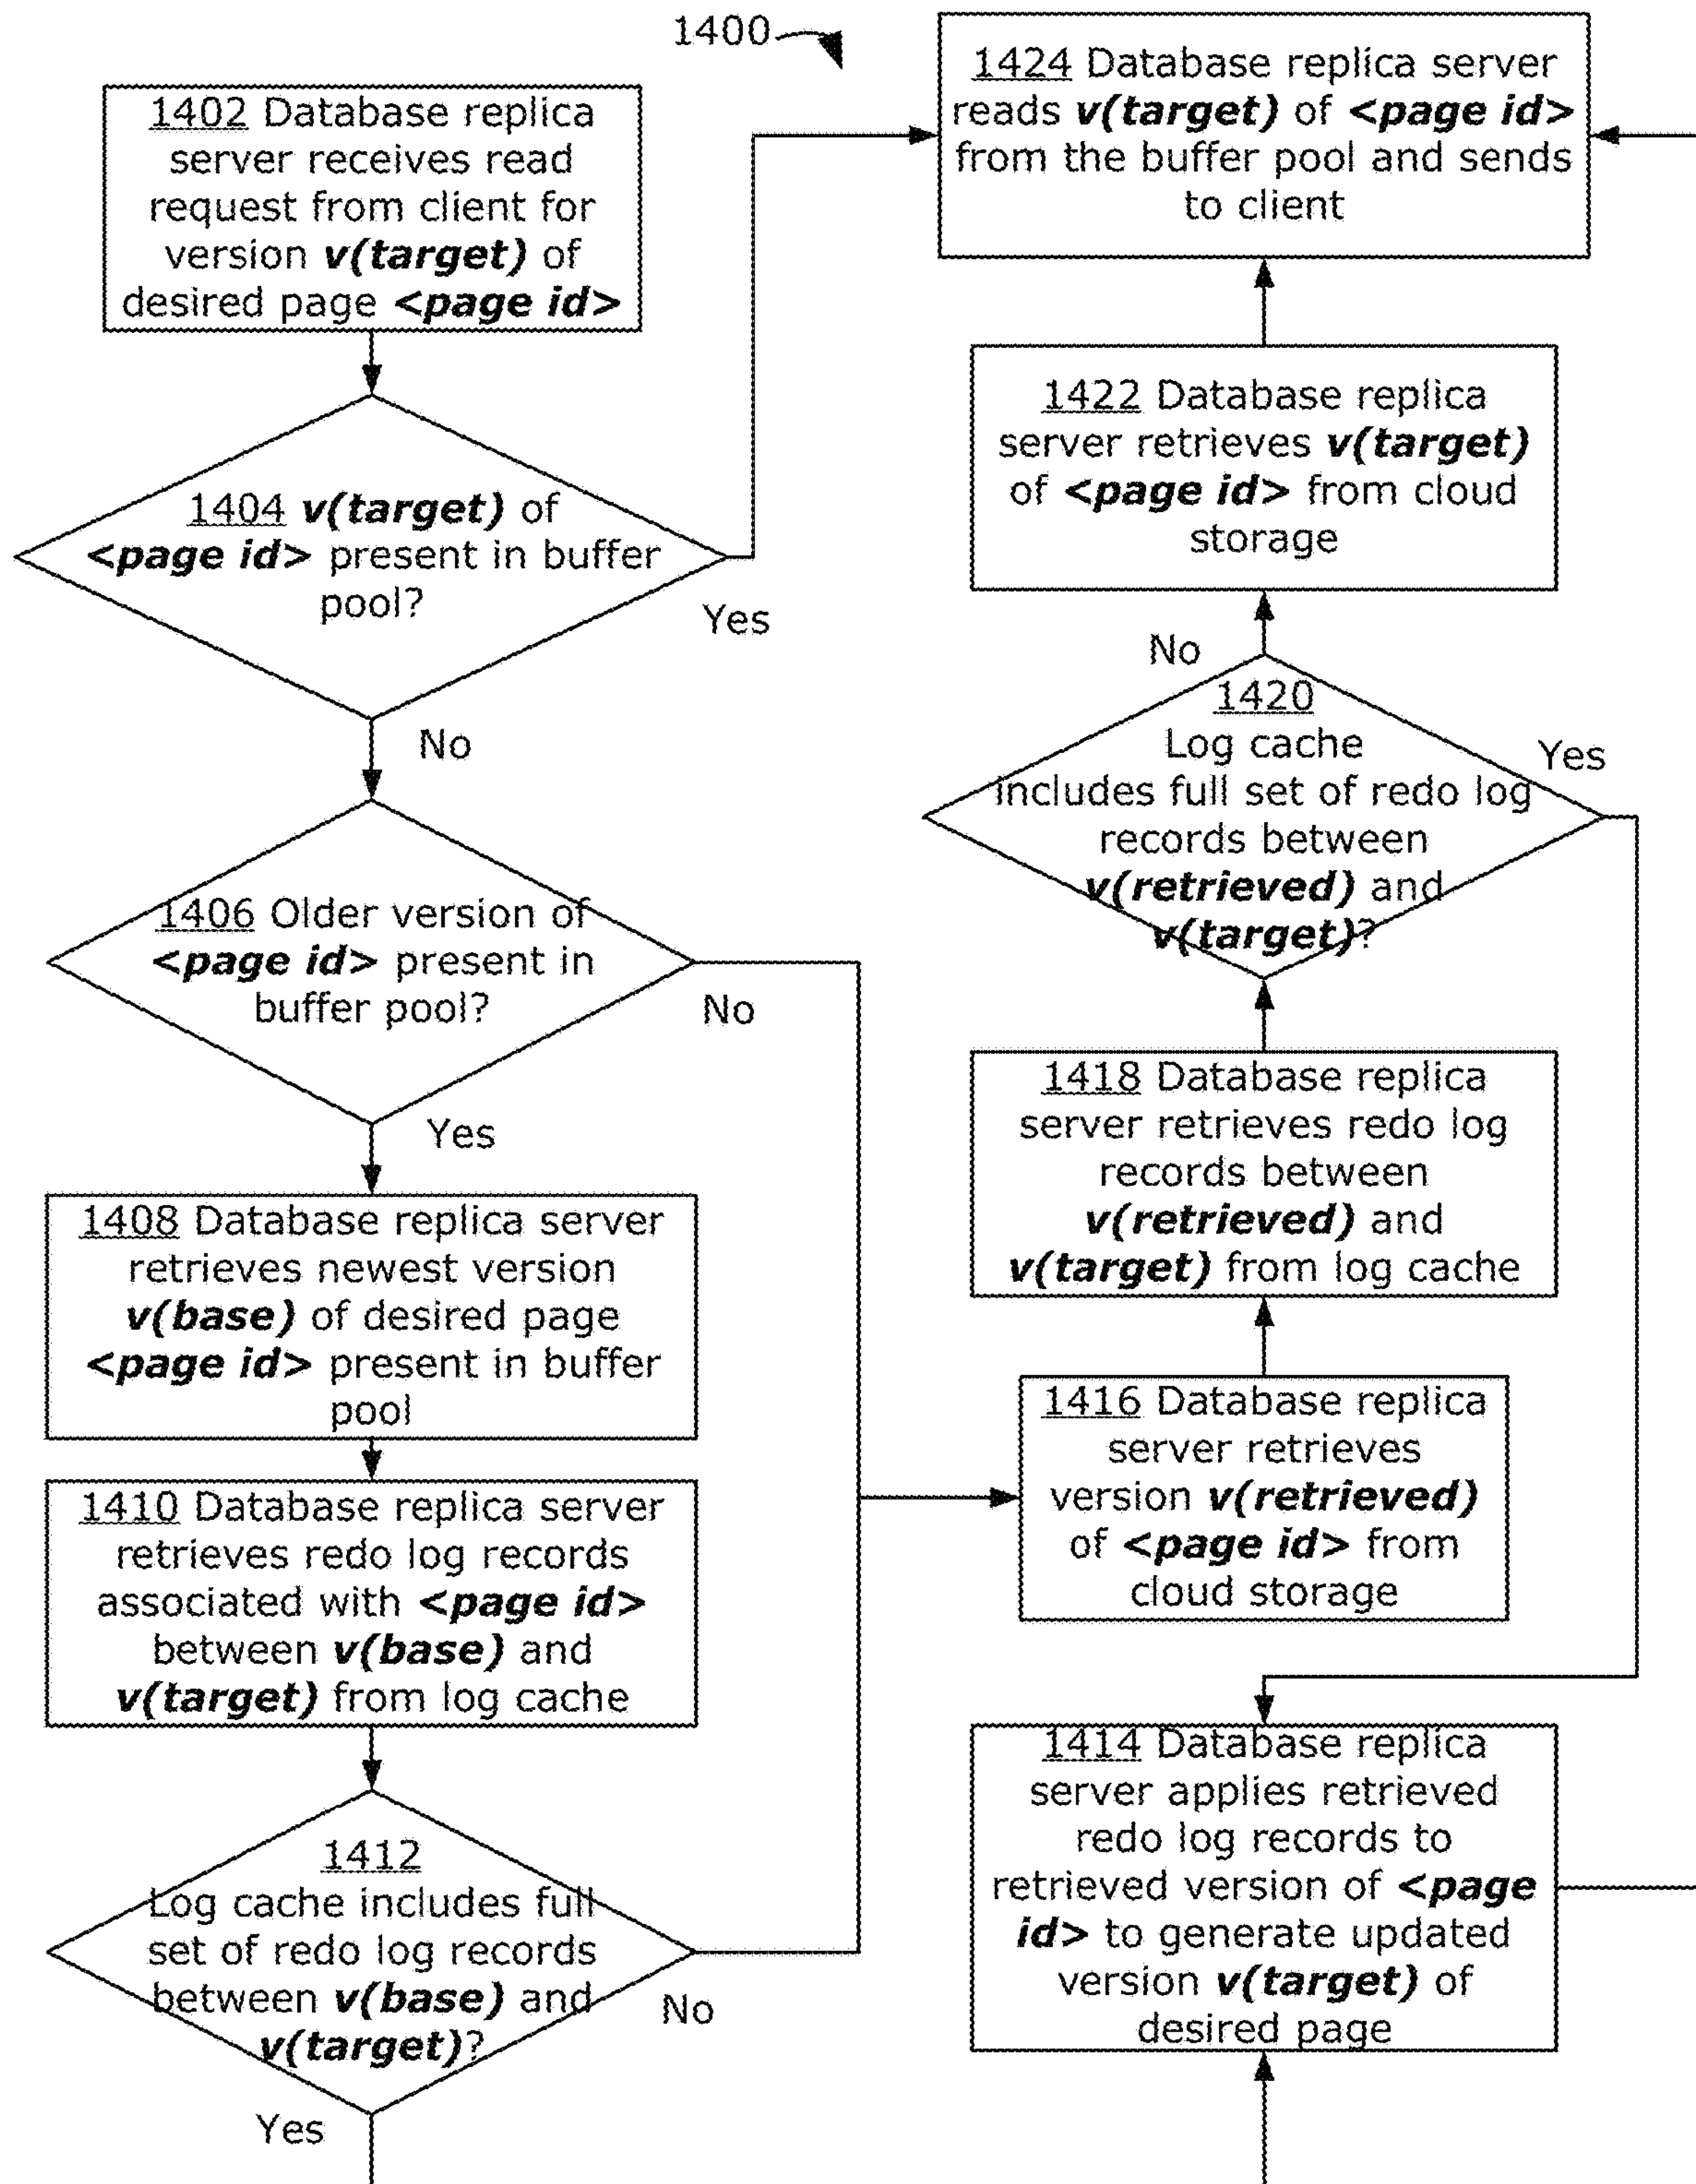 1400
1402 Database replica
server receives read
request from client for
version v(target) of
desired page <page id>
1404 v(target) of
<page id> present in buffer
pool?
Yes
No
1406 Older version of
<page id> present in
buffer pool?
No
Yes
1408 Database replica server
retrieves newest version
v(base) of desired page
<page id> present in buffer
pool
1410 Database replica server
retrieves redo log records
associated with <page id>
between v(base) and
v(target) from log cache
1412
Log cache includes full
set of redo log records
between v(base) and
v(target)?
No
Yes
1424 Database replica server
reads v(target) of <page id>
from the buffer pool and sends
to client
1422 Database replica
server retrieves v(target)
of <page id> from cloud
storage
No
1420
Log cache
includes full set of redo log
records between
v(retrieved) and
v(target)?
Yes
1418 Database replica
server retrieves redo log
records between
v(retrieved) and
v(target) from log cache
1416 Database replica
server retrieves
version v(retrieved)
of <page id> from
cloud storage
1414 Database replica
server applies retrieved
redo log records to
retrieved version of <page
id> to generate updated
version v(target) of
desired page